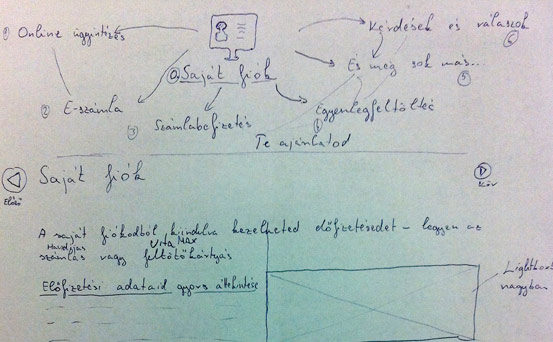 ① Online ügyintézés
Kérdések és válaszok
⑥
@ Saját fiók
És még sok más...
⑤
② E-számla
③ Számlabefizetés
Egyenlegfeltöltés
Te ajánlatod
Saját fiók
Előző
Köv
A saját fiókodból kiindulva kezelheted előfizetésedet – legyen az
Havidíjas
Vita MAX
számlás vagy feltöltőkártyás
Előfizetési adataid gyors áttekintése
Lightbox
nagyban